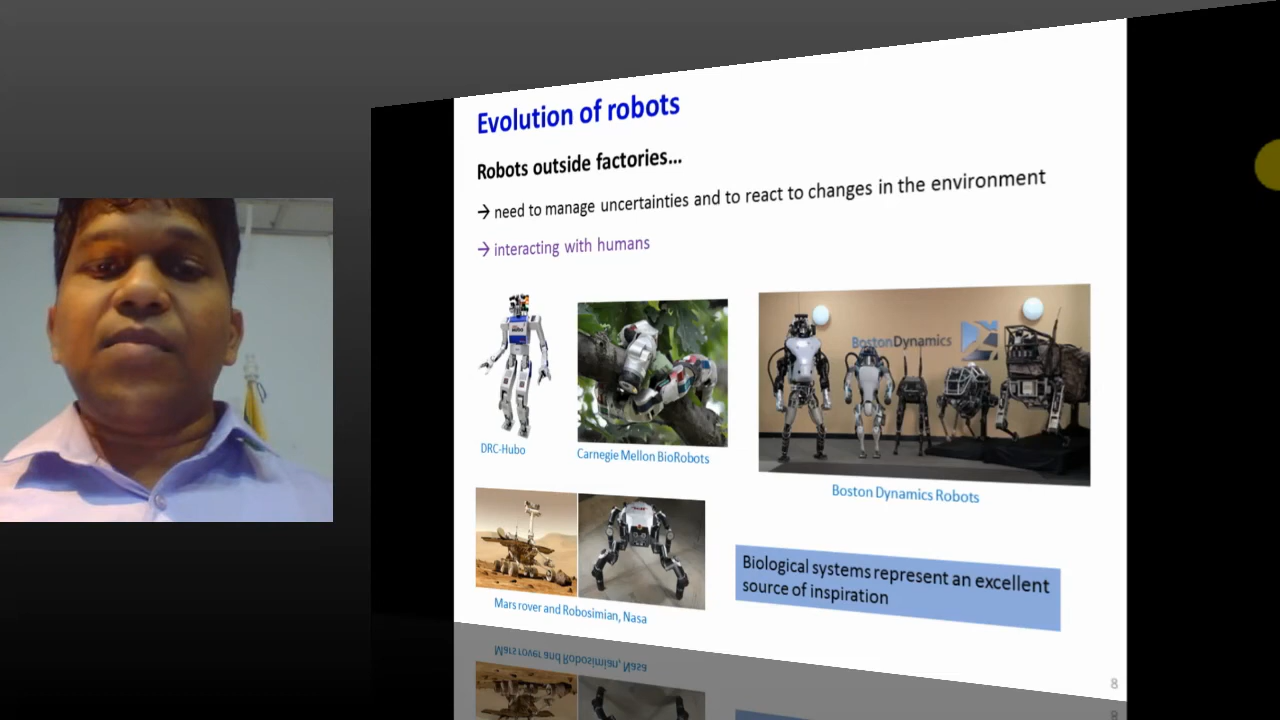 Evolution of robots
Robots outside factories...
→ need to manage uncertainties and to react to changes in the environment
→ interacting with humans
BostonDynamics
DRC-Hubo
Carnegie Mellon BioRobots
Boston Dynamics Robots
Biological systems represent an excellent
source of inspiration
Mars rover and Robosimian, Nasa
8